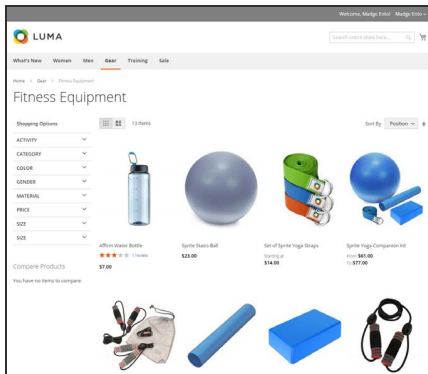 Welcome, Madge Ento! Madge Ento
LUMA
Search entire store here...
What's New Women Men Gear Training Sale
Home > Gear > Fitness Equipment
Fitness Equipment
Shopping Options
13 Items
Sort By Position
ACTIVITY
CATEGORY
COLOR
GENDER
MATERIAL
PRICE
SIZE
SIZE
Affirm Water Bottle
1 review
$7.00
Sprite Stasis Ball
$23.00
Set of Sprite Yoga Straps
Starting at
$14.00
Sprite Yoga Companion Kit
From $61.00
To $77.00
Compare Products
You have no items to compare.